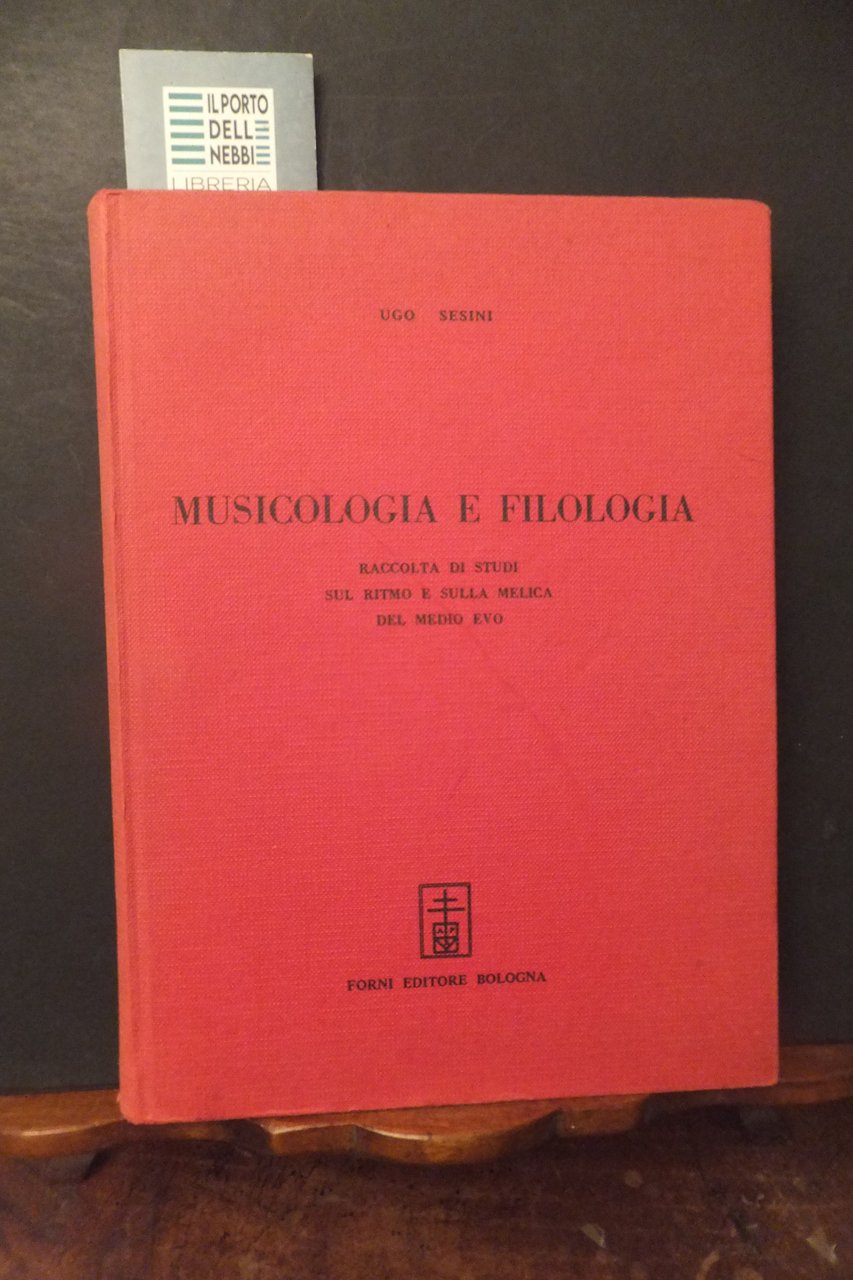 IL PORTO
DELLE
NEBBIE
LIBRERIA
UGO SESINI
MUSICOLOGIA E FILOLOGIA
RACCOLTA DI STUDI
SUL RITMO E SULLA MELICA
DEL MEDIO EVO
A F
FORNI EDITORE BOLOGNA